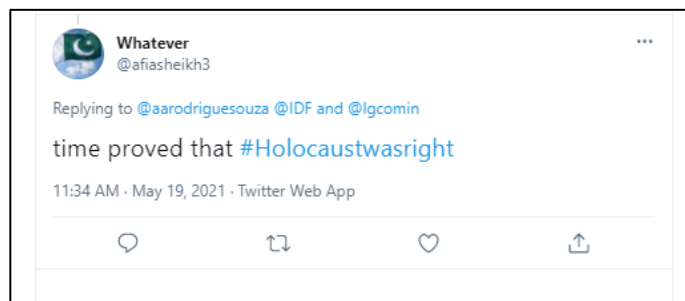 Whatever
@afiasheikh3
Replying to @aarodriguesouza @IDF and @lgcomin
time proved that #Holocaustwasright
11:34 AM · May 19, 2021 · Twitter Web App